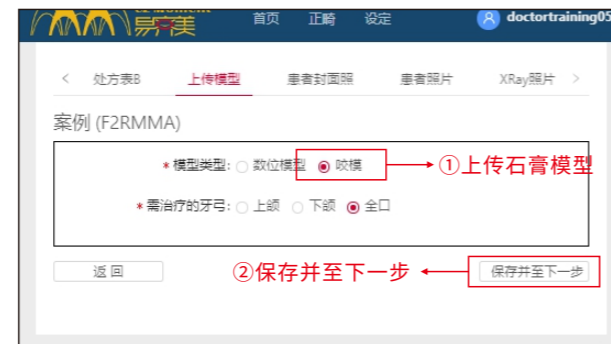 易齊美 首页 正畸 设定 doctortraining05
< 处方表B 上传模型 患者封面照 患者照片 XRay照片 >
案例 (F2RMMA)
* 模型类型: 数位模型 咬模 ①上传石膏模型
* 需治疗的牙弓: 上颌 下颌 全口
返回 ②保存并至下一步 保存并至下一步